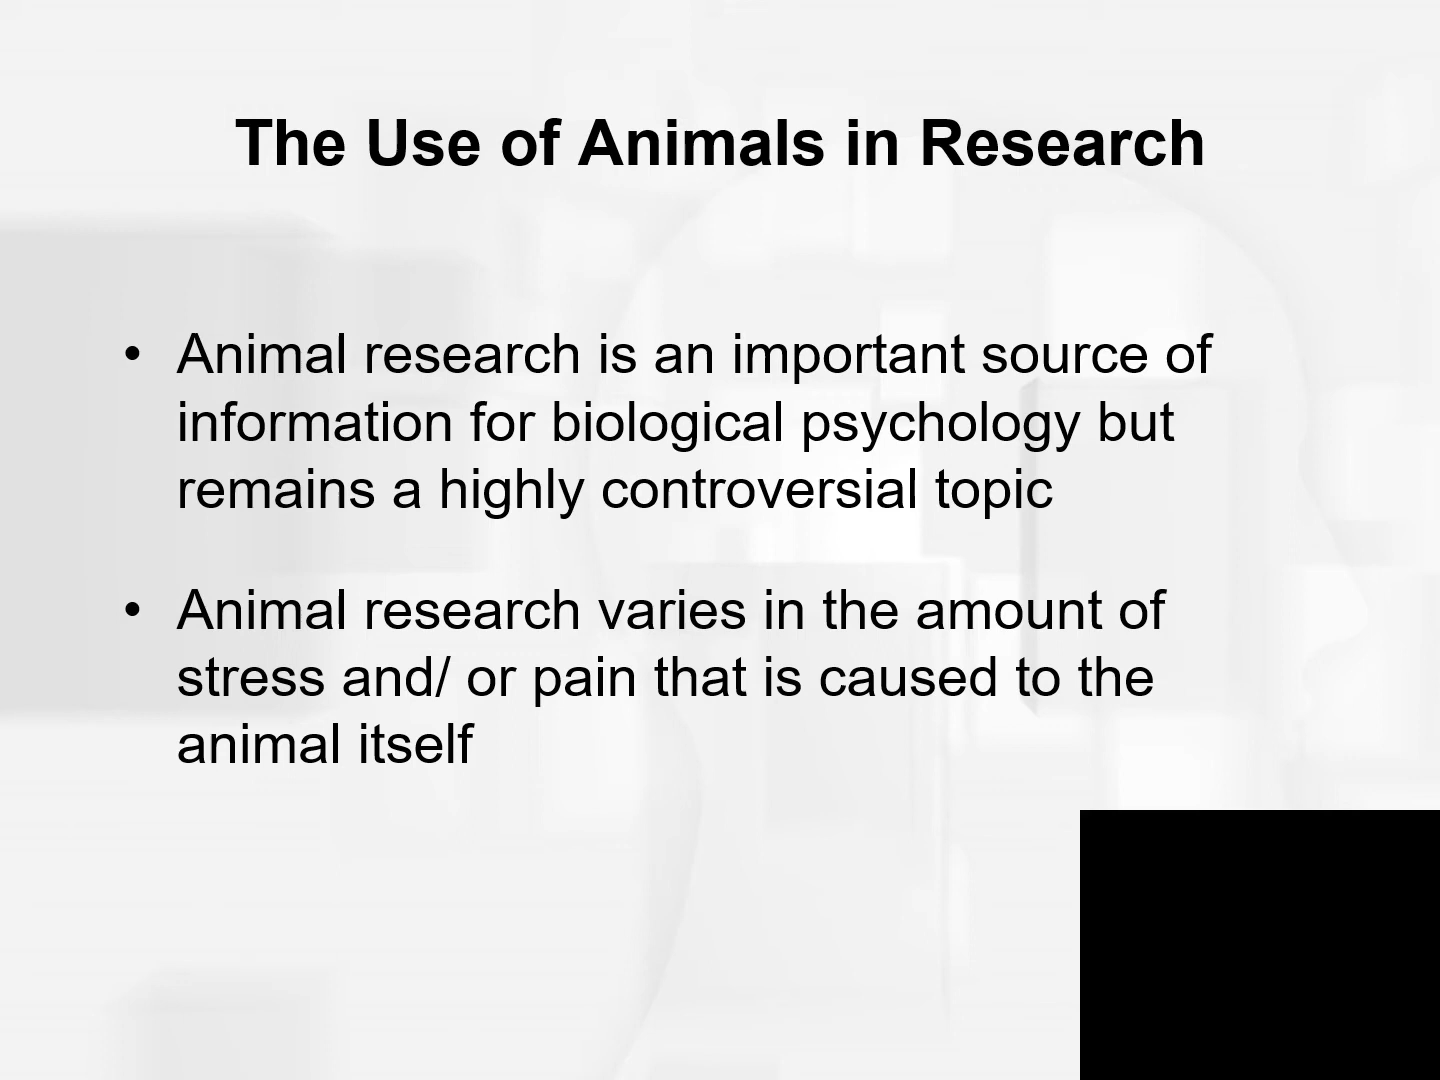 The Use of Animals in Research
• Animal research is an important source of
information for biological psychology but
remains a highly controversial topic
• Animal research varies in the amount of
stress and/ or pain that is caused to the
animal itself